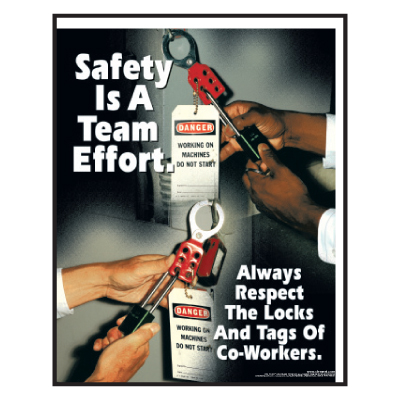 Safety
Is A
Team
Effort.
DANGER
WORKING ON
MACHINES
DO NOT START
DANGER
WORKING ON
MACHINES
DO NOT START
Always
Respect
The Locks
And Tags Of
Co-Workers.